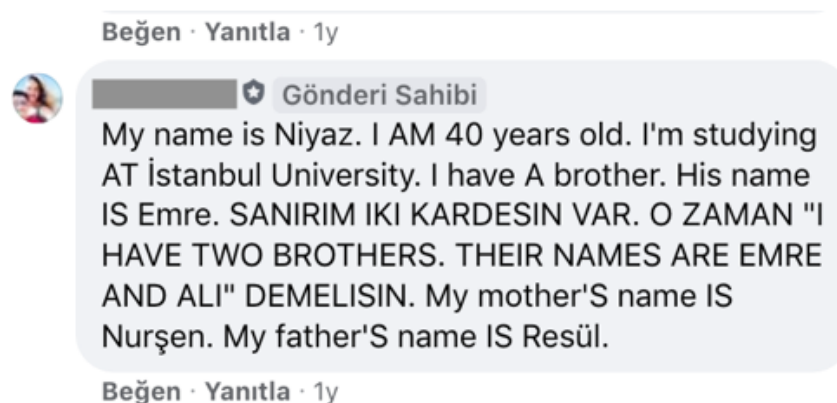 Beğen · Yanıtla · 1y
Gönderi Sahibi
My name is Niyaz. I AM 40 years old. I'm studying
AT İstanbul University. I have A brother. His name
IS Emre. SANIRIM IKI KARDESIN VAR. O ZAMAN "I
HAVE TWO BROTHERS. THEIR NAMES ARE EMRE
AND ALI" DEMELISIN. My mother'S name IS
Nurşen. My father'S name IS Resül.
Beğen · Yanıtla · 1y